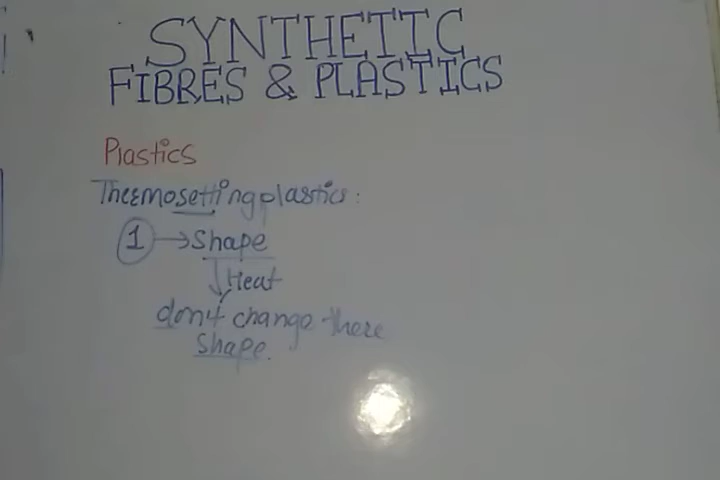 SYNTHETIC
FIBRES & PLASTICS
Plastics
Thermosetting plastics:
1 → Shape
↓ Heat
don't change there
shape.